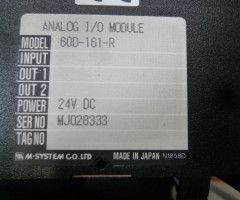 ANALOG I/O MODULE
MODEL 60D-161-R
INPUT
OUT 1
OUT 2
POWER 24V DC
SER NO MJ028333
TAG NO
M-SYSTEM CO.,LTD MADE IN JAPAN N1858D